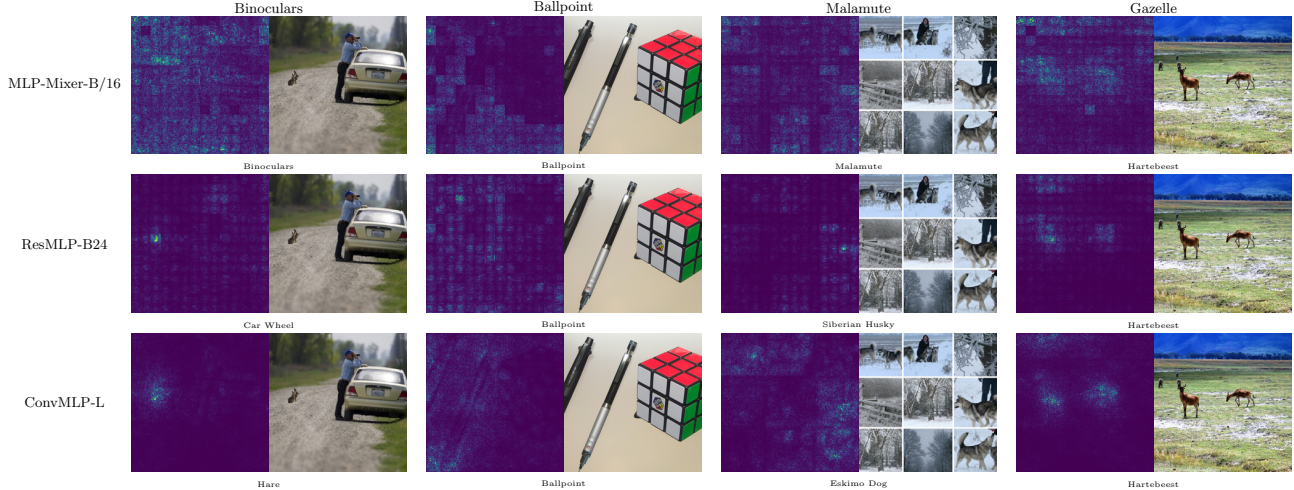 Binoculars Ballpoint Malamute Gazelle
MLP-Mixer-B/16
Binoculars Ballpoint Malamute Hartebeest
ResMLP-B24
Car Wheel Ballpoint Siberian Husky Hartebeest
ConvMLP-L
Hare Ballpoint Eskimo Dog Hartebeest